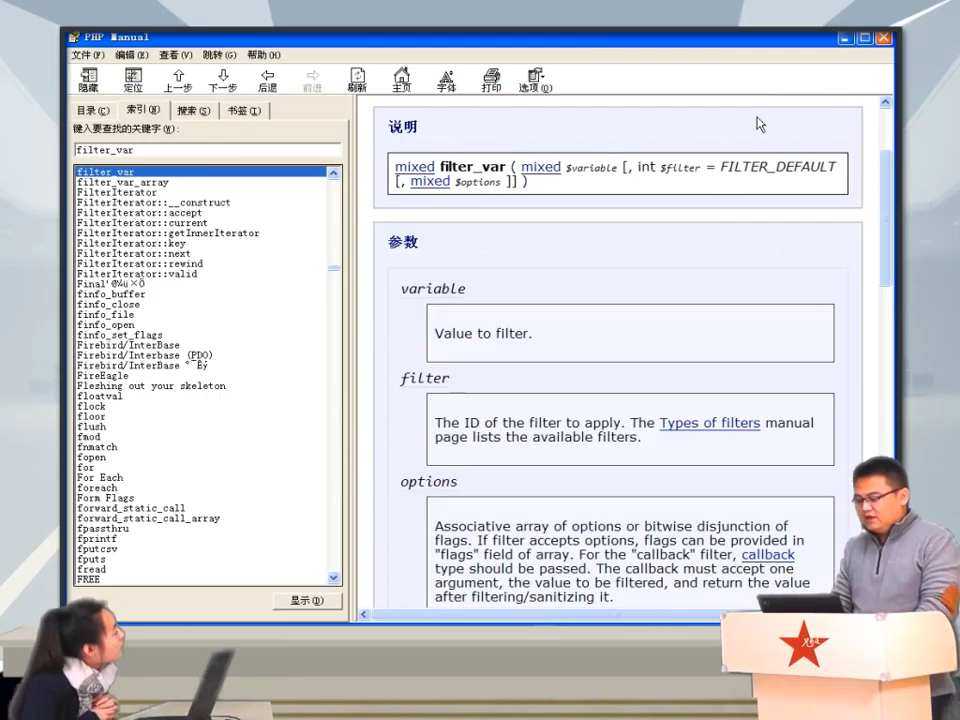 PHP Manual
文件(F) 编辑(E) 查看(V) 跳转(G) 帮助(H)
隐藏 定位 上一步 下一步 后退 前进 刷新 主页 字体 打印 选项(O)
目录(C) 索引(N) 搜索(S) 书签(I)
键入要查找的关键字(W):
filter_var
filter_var
filter_var_array
FilterIterator
FilterIterator::__construct
FilterIterator::accept
FilterIterator::current
FilterIterator::getInnerIterator
FilterIterator::key
FilterIterator::next
FilterIterator::rewind
FilterIterator::valid
finfo_buffer
finfo_close
finfo_file
finfo_open
finfo_set_flags
Firebird/InterBase
Firebird/Interbase (PDO)
Firebird/InterBase
FireEagle
Fleshing out your skeleton
floatval
flock
floor
flush
fmod
fnmatch
fopen
for
For Each
foreach
Form Flags
forward_static_call
forward_static_call_array
fpassthru
fprintf
fputcsv
fputs
fread
FREE
显示(D)
说明
mixed filter_var ( mixed $variable [, int $filter = FILTER_DEFAULT
[, mixed $options ]] )
参数
variable
Value to filter.
filter
The ID of the filter to apply. The Types of filters manual
page lists the available filters.
options
Associative array of options or bitwise disjunction of
flags. If filter accepts options, flags can be provided in
"flags" field of array. For the "callback" filter, callback
type should be passed. The callback must accept one
argument, the value to be filtered, and return the value
after filtering/sanitizing it.